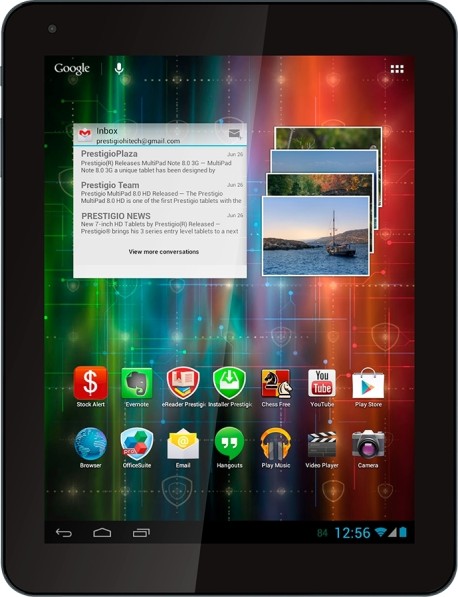 Google
Inbox
prestigiohitech@gmail.com
PrestigioPlaza Jun 26
Prestigio(R) Releases MultiPad Note 8.0 3G — MultiPad
Note 8.0 3G a unique tablet has been designed by
Prestigio Team Jun 26
Prestigio MultiPad 8.0 HD Released — The Prestigio
MultiPad 8.0 HD is one of the first Prestigio tablets with the
PRESTIGIO NEWS Jun 26
New 7-inch HD Tablets by Prestigio(R) Released —
Prestigio® brings his 3 series entry level tablets to a next
View more conversations
You
Tube
Stock Alert Evernote eReader Prestigio Installer Prestigio Chess Free YouTube Play Store
PRO
Browser OfficeSuite Email Hangouts Play Music Video Player Camera
84 12:56